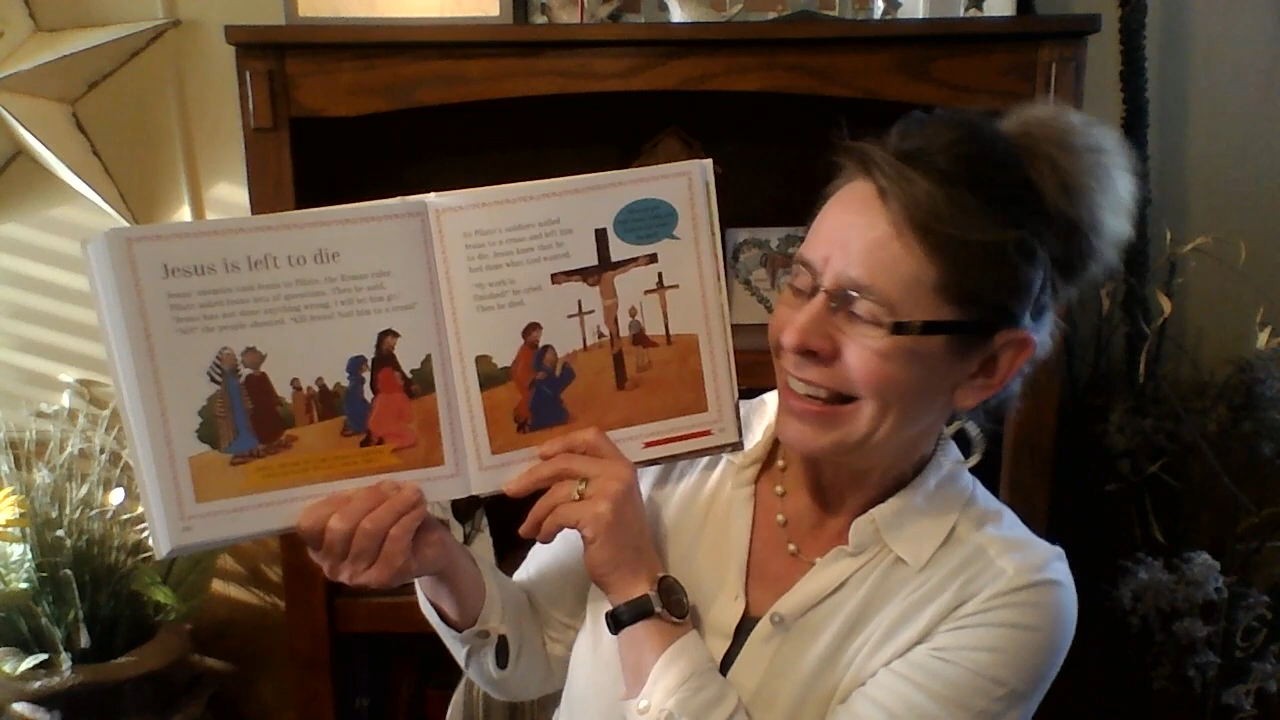 Jesus is left to die
Jesus' enemies took Jesus to Pilate, the Roman ruler.
Pilate asked Jesus lots of questions. Then he said,
"Jesus has not done anything wrong. I will let him go."
"Kill" the people shouted. "Kill Jesus! Nail him to a cross!"
So Pilate's soldiers nailed
Jesus to a cross and left him
to die. Jesus knew that he
had done what God wanted.
"My work is
finished!" he cried.
Then he died.